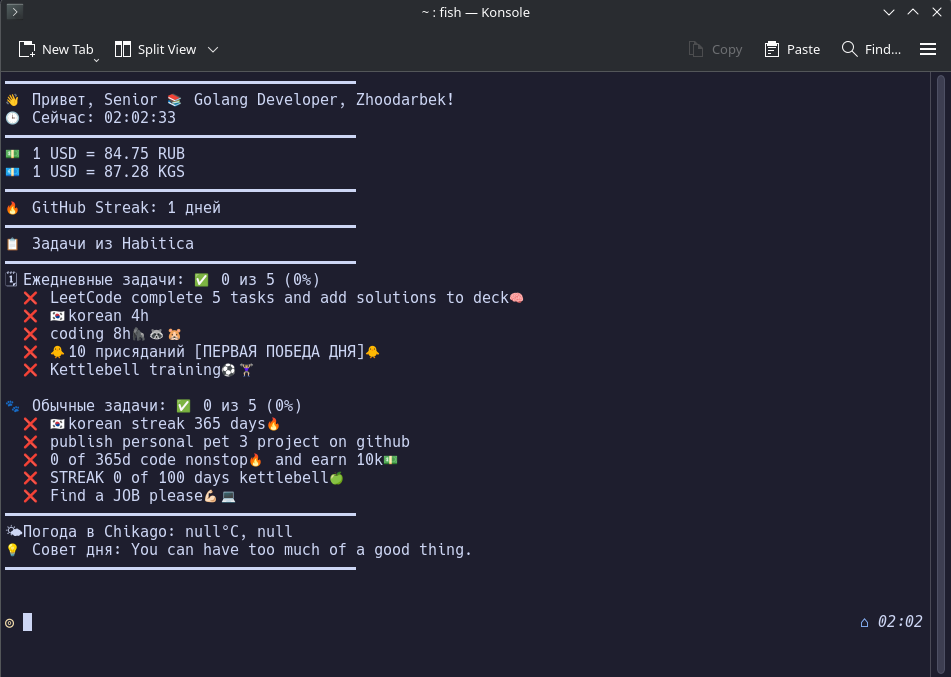 ~ : fish — Konsole
New Tab Split View Copy Paste Find...
👋 Привет, Senior 📚 Golang Developer, Zhoodarbek!
🕒 Сейчас: 02:02:33
💵 1 USD = 84.75 RUB
💶 1 USD = 87.28 KGS
🔥 GitHub Streak: 1 дней
📋 Задачи из Habitica
🗓 Ежедневные задачи: ✅ 0 из 5 (0%)
❌ LeetCode complete 5 tasks and add solutions to deck🧠
❌ 🇰🇷korean 4h
❌ coding 8h🦍🦝🐹
❌ 🐥10 присяданий [ПЕРВАЯ ПОБЕДА ДНЯ]🐥
❌ Kettlebell training⚽🏋
🐾 Обычные задачи: ✅ 0 из 5 (0%)
❌ 🇰🇷korean streak 365 days🔥
❌ publish personal pet 3 project on github
❌ 0 of 365d code nonstop🔥 and earn 10k💵
❌ STREAK 0 of 100 days kettlebell🍏
❌ Find a JOB please💪🏻💻
🌤Погода в Chikago: null°C, null
💡 Совет дня: You can have too much of a good thing.
02:02